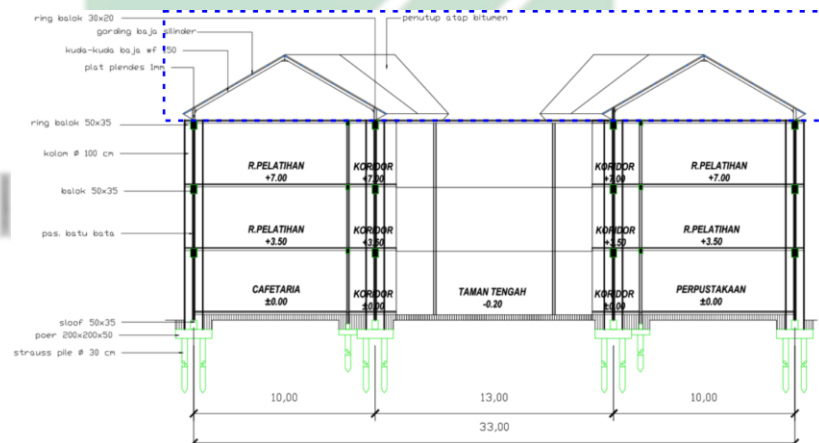 ring balok 30x20
penutup atap bitumen
gording baja silinder
kuda-kuda baja wf 150
plat plendes 1mm
ring balok 50x35
kolom Ø 100 cm
R.PELATIHAN
+7.00
KORIDOR
+7.00
KORIDOR
+7.00
R.PELATIHAN
+7.00
balok 50x35
pas. batu bata
R.PELATIHAN
+3.50
KORIDOR
+3.50
KORIDOR
+3.50
R.PELATIHAN
+3.50
CAFETARIA
±0.00
KORIDOR
±0.00
TAMAN TENGAH
-0.20
KORIDOR
±0.00
PERPUSTAKAAN
±0.00
sloof 50x35
poer 200x200x50
strauss pile Ø 30 cm
10,00
13,00
10,00
33,00